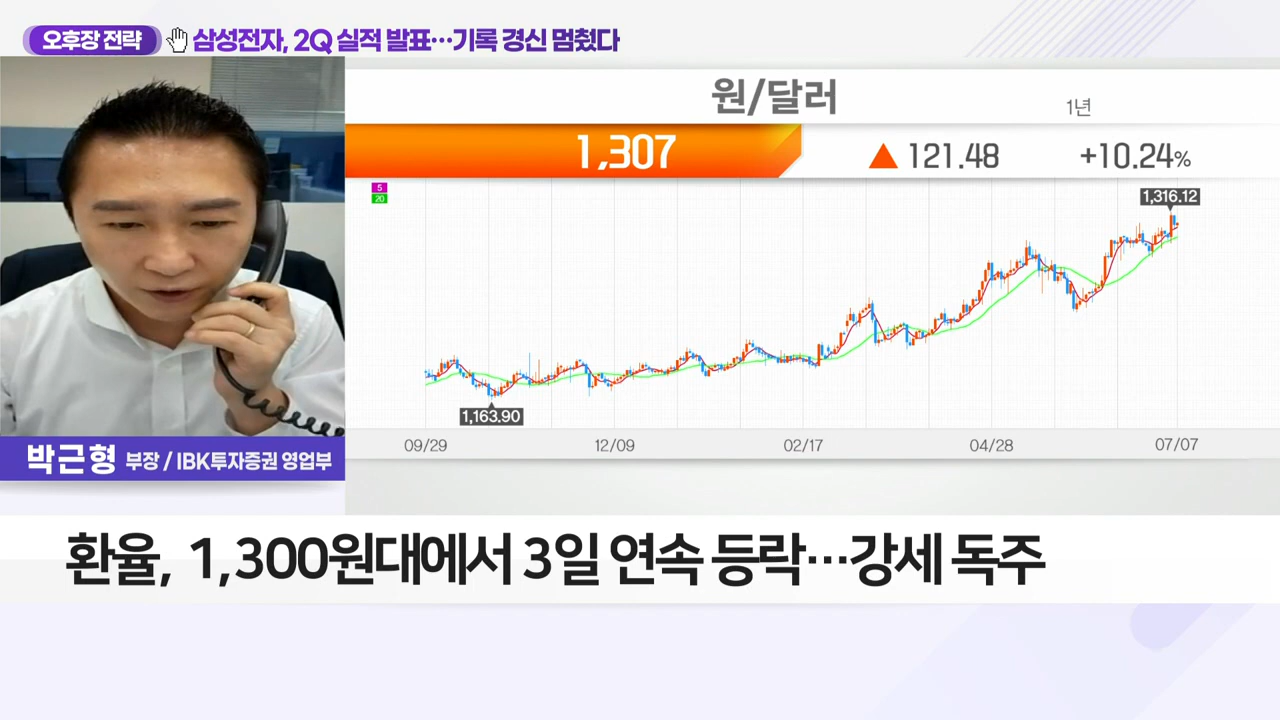 오후장 전략 삼성전자, 2Q 실적 발표…기록 경신 멈췄다
원/달러 1년
1,307 ▲ 121.48 +10.24%
5
20
1,316.12
1,163.90
09/29 12/09 02/17 04/28 07/07
박근형 부장 / IBK투자증권 영업부
환율, 1,300원대에서 3일 연속 등락…강세 독주